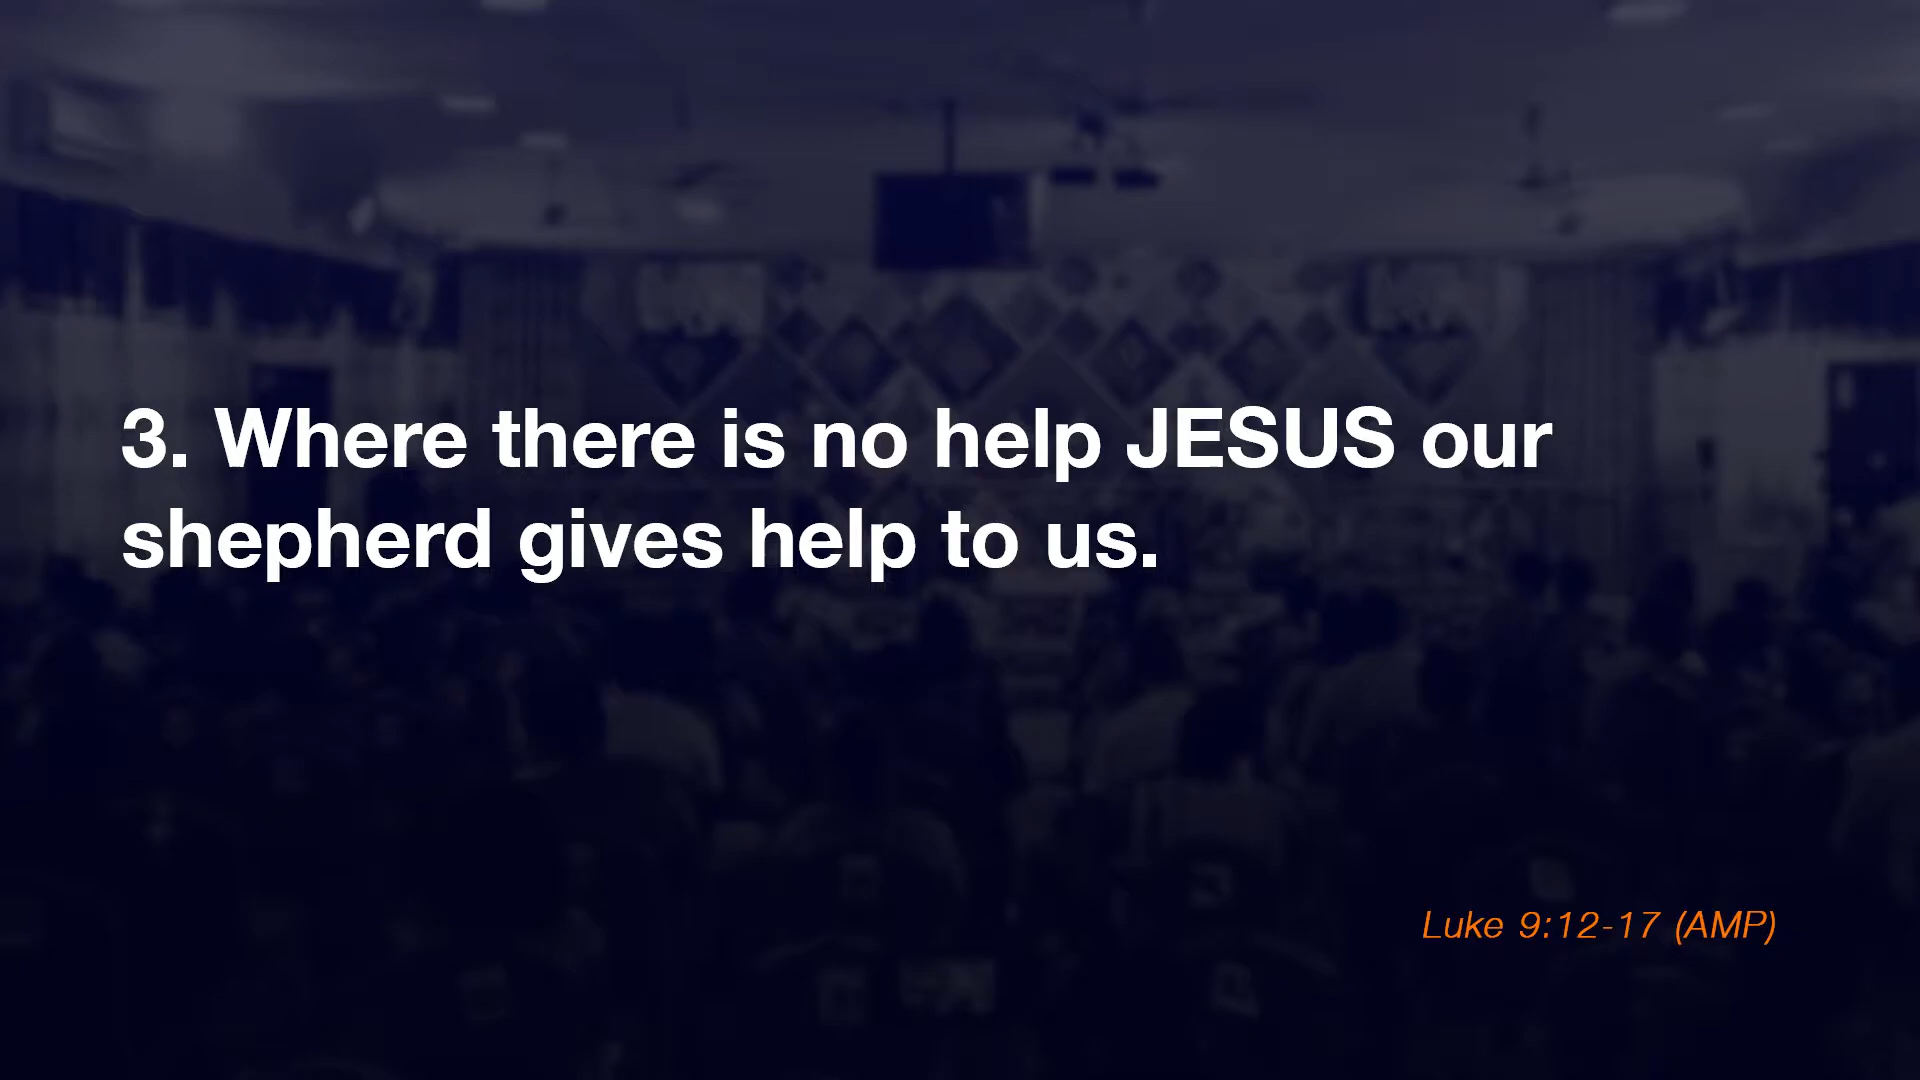 3. Where there is no help JESUS our
shepherd gives help to us.
Luke 9:12-17 (AMP)